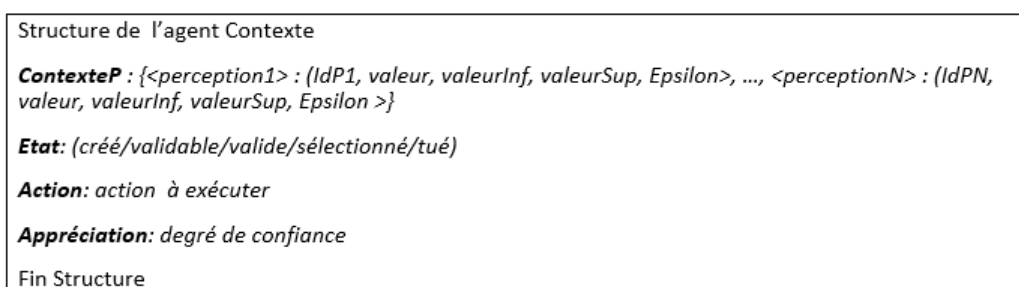 Structure de l’agent Contexte
ContexteP : {<perception1> : (IdP1, valeur, valeurInf, valeurSup, Epsilon>, …, <perceptionN> : (IdPN,
valeur, valeurInf, valeurSup, Epsilon >}
Etat: (créé/validable/valide/sélectionné/tué)
Action: action à exécuter
Appréciation: degré de confiance
Fin Structure